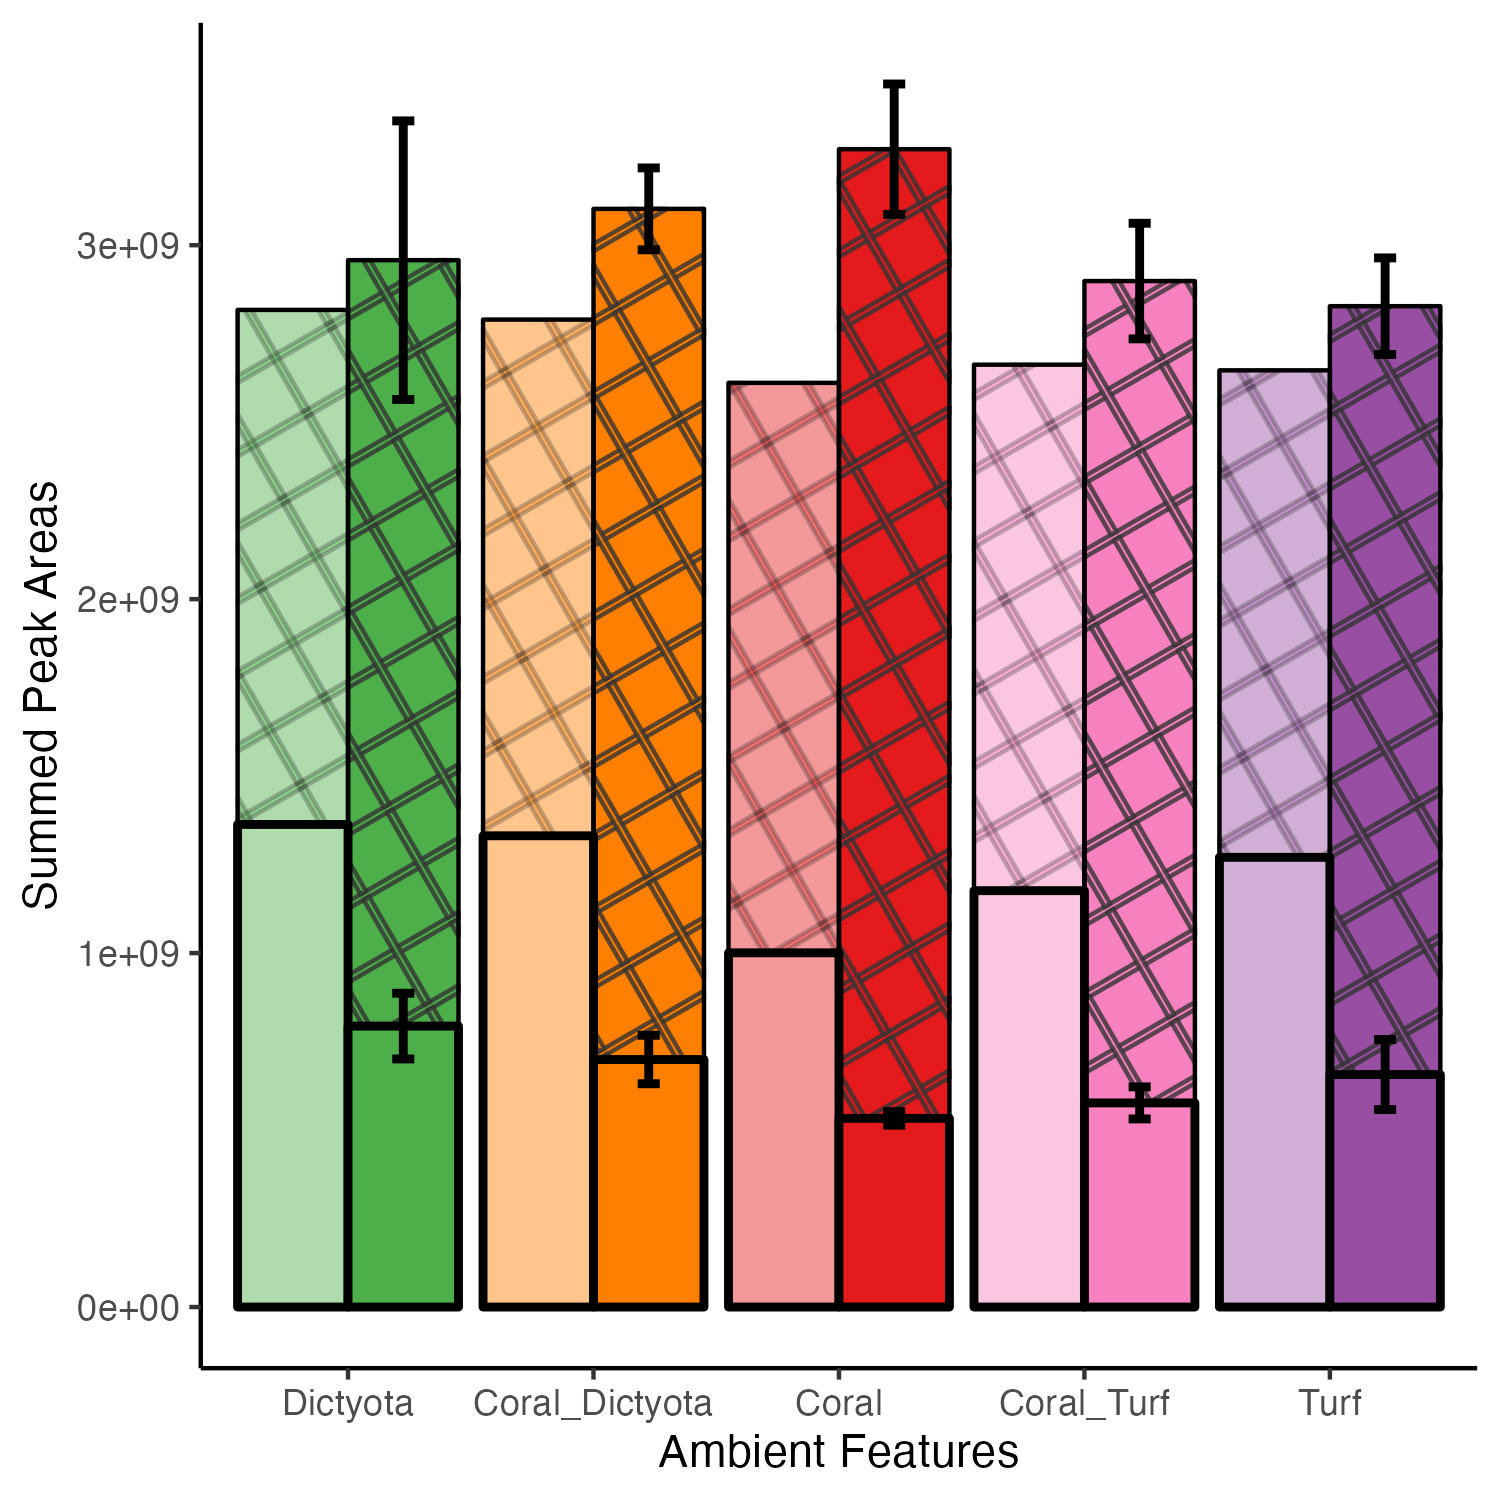 Summed Peak Areas
3e+09
2e+09
1e+09
0e+00
Dictyota Coral_Dictyota Coral Coral_Turf Turf
Ambient Features